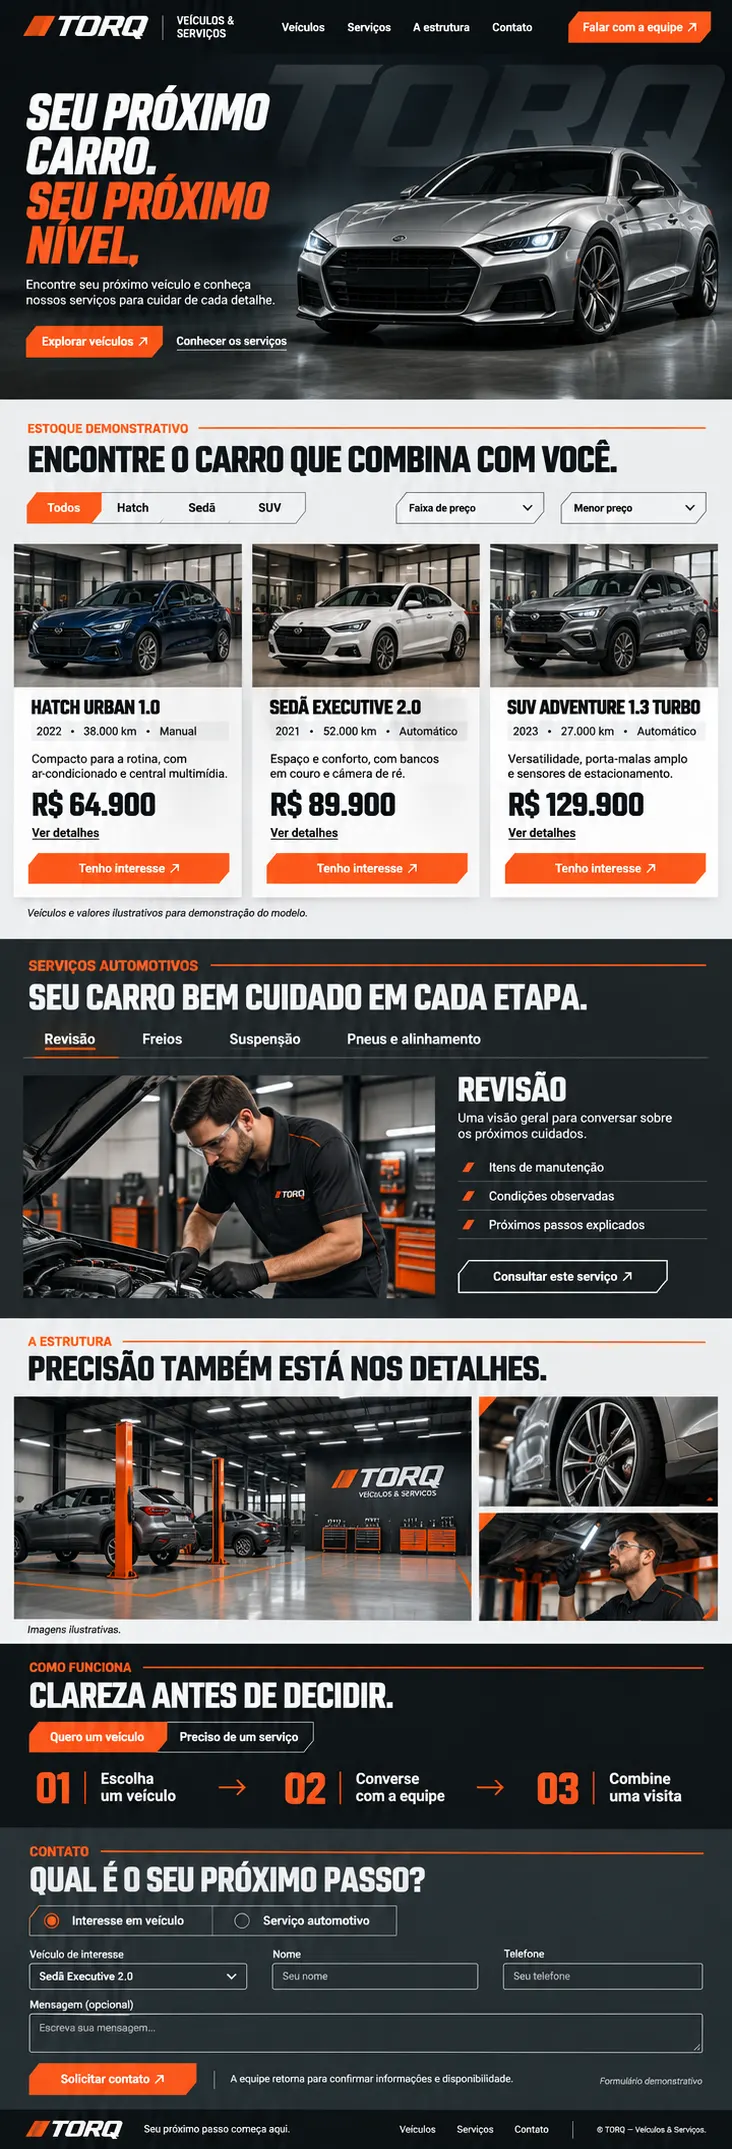 TORQ
VEÍCULOS &
SERVIÇOS
Veículos
Serviços
A estrutura
Contato
Falar com a equipe ↗
TORQ
SEU PRÓXIMO
CARRO.
SEU PRÓXIMO
NÍVEL,
Encontre seu próximo veículo e conheça
nossos serviços para cuidar de cada detalhe.
Explorar veículos ↗
Conhecer os serviços
ESTOQUE DEMONSTRATIVO
ENCONTRE O CARRO QUE COMBINA COM VOCÊ.
Todos
Hatch
Sedã
SUV
Faixa de preço
Menor preço
HATCH URBAN 1.0
2022 • 38.000 km • Manual
Compacto para a rotina, com
ar-condicionado e central multimídia.
R$ 64.900
Ver detalhes
Tenho interesse ↗
SEDÃ EXECUTIVE 2.0
2021 • 52.000 km • Automático
Espaço e conforto, com bancos
em couro e câmera de ré.
R$ 89.900
Ver detalhes
Tenho interesse ↗
SUV ADVENTURE 1.3 TURBO
2023 • 27.000 km • Automático
Versatilidade, porta-malas amplo
e sensores de estacionamento.
R$ 129.900
Ver detalhes
Tenho interesse ↗
Veículos e valores ilustrativos para demonstração do modelo.
SERVIÇOS AUTOMOTIVOS
SEU CARRO BEM CUIDADO EM CADA ETAPA.
Revisão
Freios
Suspensão
Pneus e alinhamento
TORQ
REVISÃO
Uma visão geral para conversar sobre
os próximos cuidados.
Itens de manutenção
Condições observadas
Próximos passos explicados
Consultar este serviço ↗
A ESTRUTURA
PRECISÃO TAMBÉM ESTÁ NOS DETALHES.
TORQ
VEÍCULOS & SERVICOS
Imagens ilustrativas.
COMO FUNCIONA
CLAREZA ANTES DE DECIDIR.
Quero um veículo
Preciso de um serviço
01
Escolha
um veículo
→
02
Converse
com a equipe
→
03
Combine
uma visita
CONTATO
QUAL É O SEU PRÓXIMO PASSO?
Interesse em veículo
Serviço automotivo
Veículo de interesse
Sedã Executive 2.0
Nome
Seu nome
Telefone
Seu telefone
Mensagem (opcional)
Escreva sua mensagem...
Solicitar contato ↗
A equipe retorna para confirmar informações e disponibilidade.
Formulário demonstrativo
TORQ
Seu próximo passo começa aqui.
Veículos
Serviços
Contato
© TORQ — Veículos & Serviços.